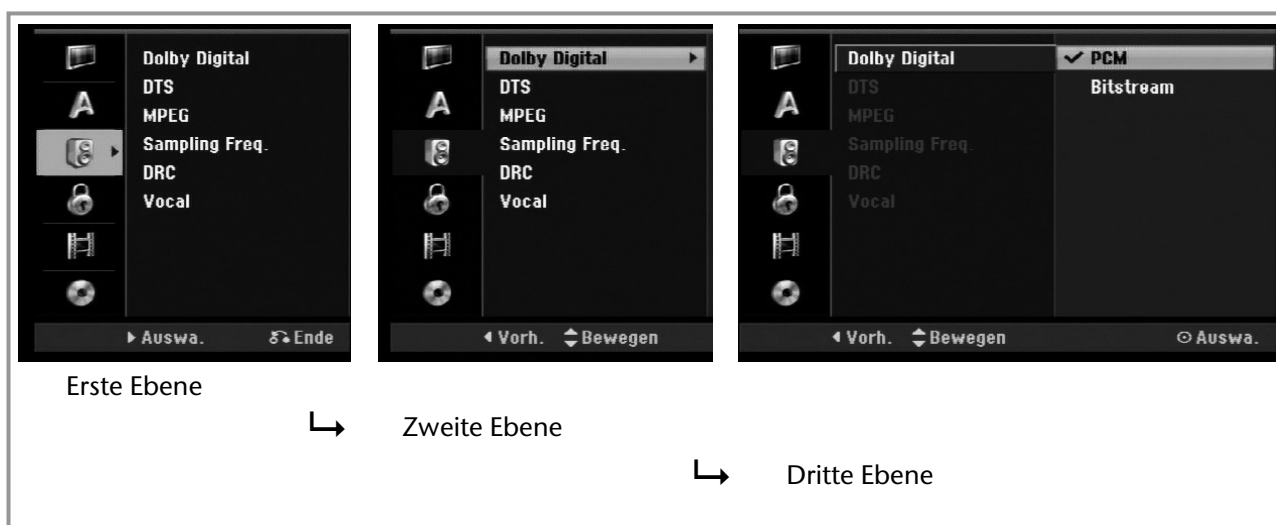 Dolby Digital
DTS
MPEG
Sampling Freq.
DRC
Vocal
Auswa. Ende
Dolby Digital
DTS
MPEG
Sampling Freq.
DRC
Vocal
Vorh. Bewegen
Dolby Digital
DTS
MPEG
Sampling Freq.
DRC
Vocal
PCM
Bitstream
Vorh. Bewegen Auswa.
Erste Ebene
Zweite Ebene
Dritte Ebene